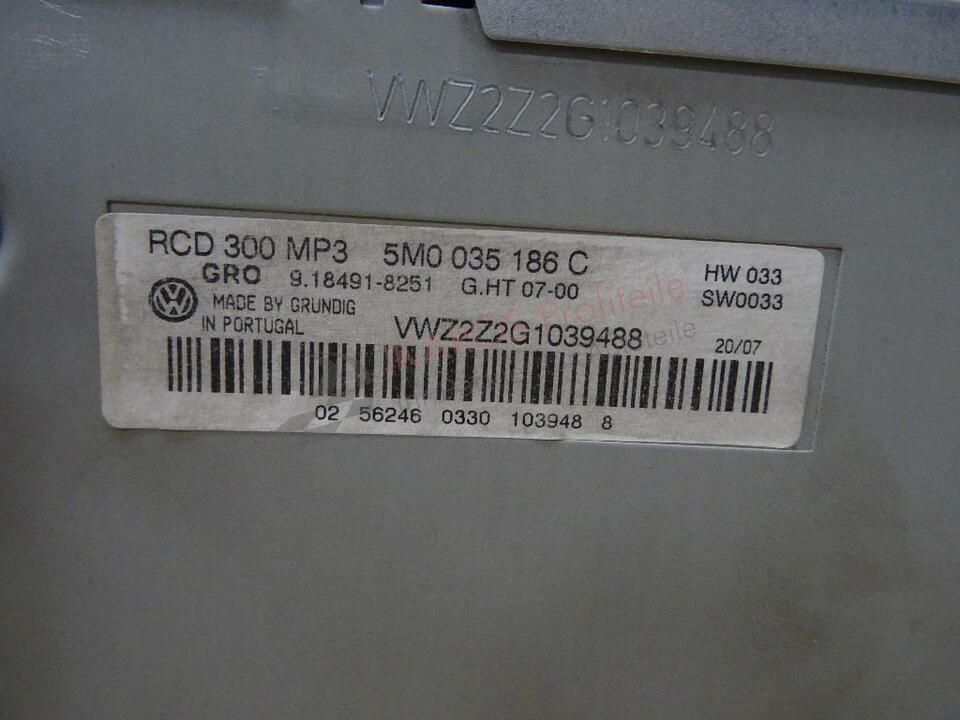 VWZ2Z2G1039488
RCD 300 MP3 5M0 035 186 C
HW 033
GRO 9.18491-8251 G.HT 07-00
SW0033
MADE BY GRUNDIG
IN PORTUGAL
VWZ2Z2G1039488
20/07
02 56246 0330 103948 8
Profiteile